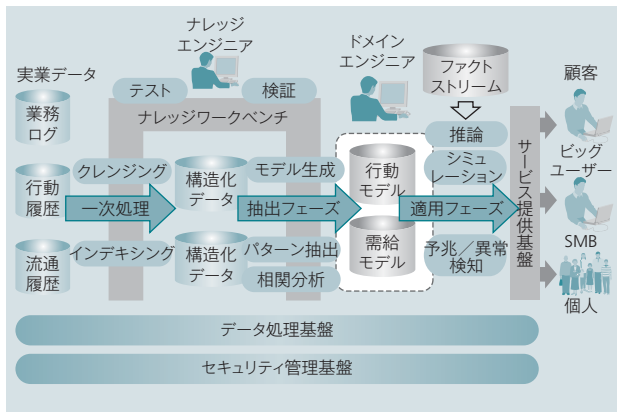 ナレッジ
エンジニア
ドメイン
エンジニア
ファクト
ストリーム
実業データ
顧客
テスト
検証
ナレッジワークベンチ
業務
ログ
推論
ビッグ
ユーザー
クレンジング
モデル生成
シミュ
レーション
行動
履歴
一次処理
構造化
データ
抽出フェーズ
行動
モデル
適用フェーズ
サービス提供基盤
SMB
流通
履歴
インデキシング
構造化
データ
パターン抽出
相関分析
需給
モデル
予兆／異常
検知
個人
データ処理基盤
セキュリティ管理基盤